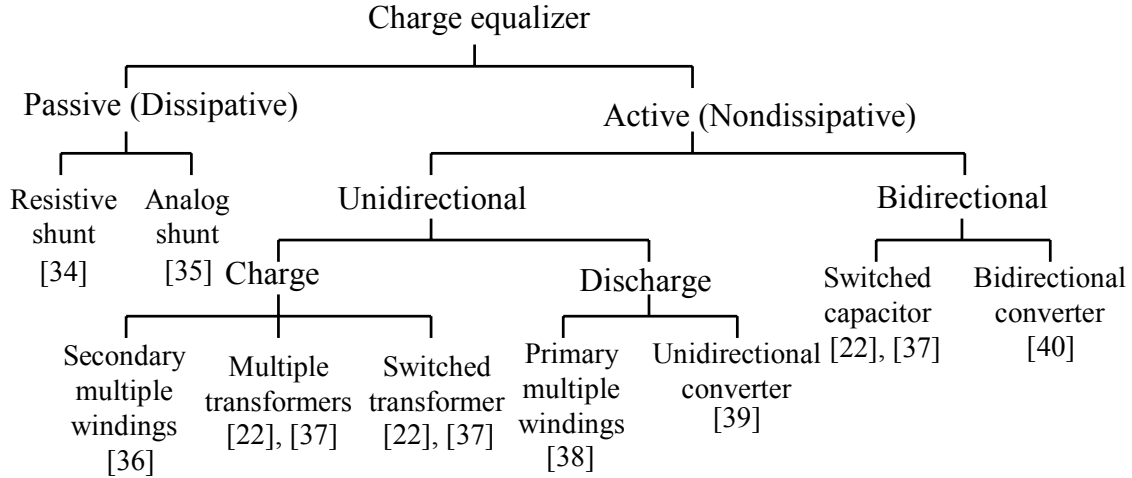 Charge equalizer
Passive (Dissipative)
Active (Nondissipative)
Resistive
shunt
[34]
Analog
shunt
[35]
Unidirectional
Bidirectional
Charge
Discharge
Switched
capacitor
[22], [37]
Bidirectional
converter
[40]
Secondary
multiple
windings
[36]
Multiple
transformers
[22], [37]
Switched
transformer
[22], [37]
Primary
multiple
windings
[38]
Unidirectional
converter
[39]